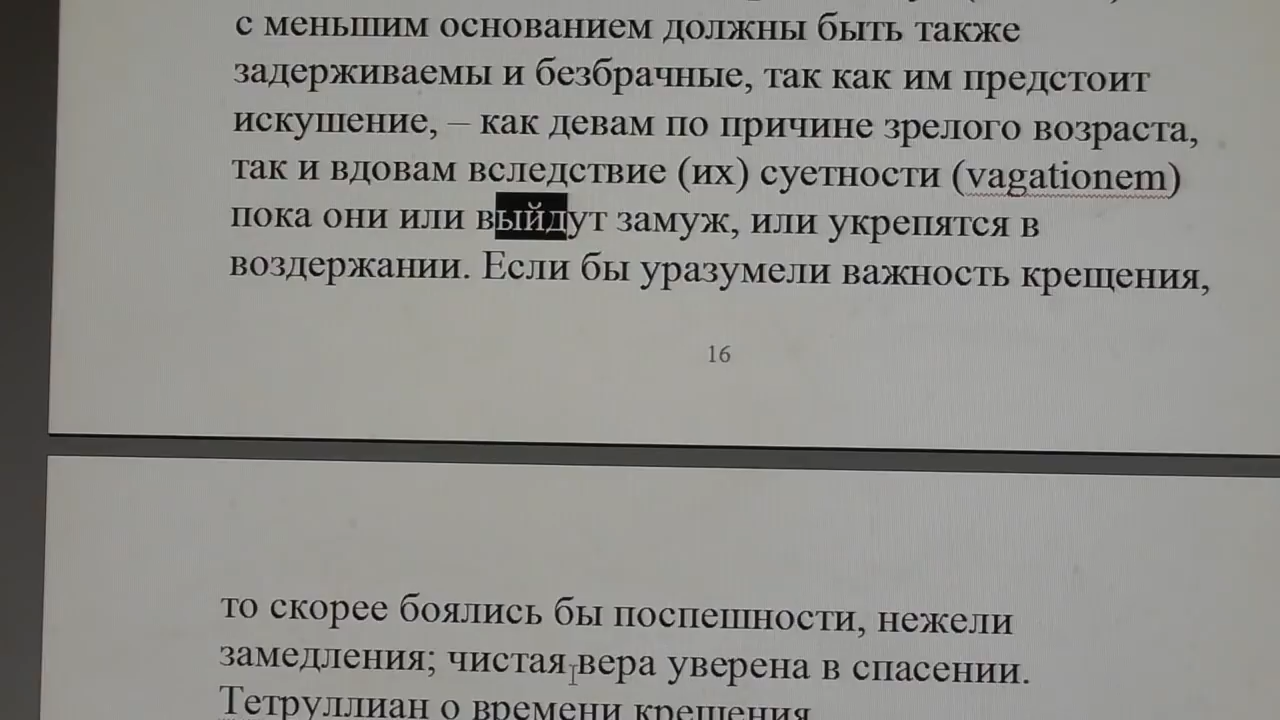 с меньшим основанием должны быть также
задерживаемы и безбрачные, так как им предстоит
искушение, – как девам по причине зрелого возраста,
так и вдовам вследствие (их) суетности (vagationem)
пока они или выйдут замуж, или укрепятся в
воздержании. Если бы уразумели важность крещения,
16
то скорее боялись бы поспешности, нежели
замедления; чистая вера уверена в спасении.
Тетруллиан о времени крещения